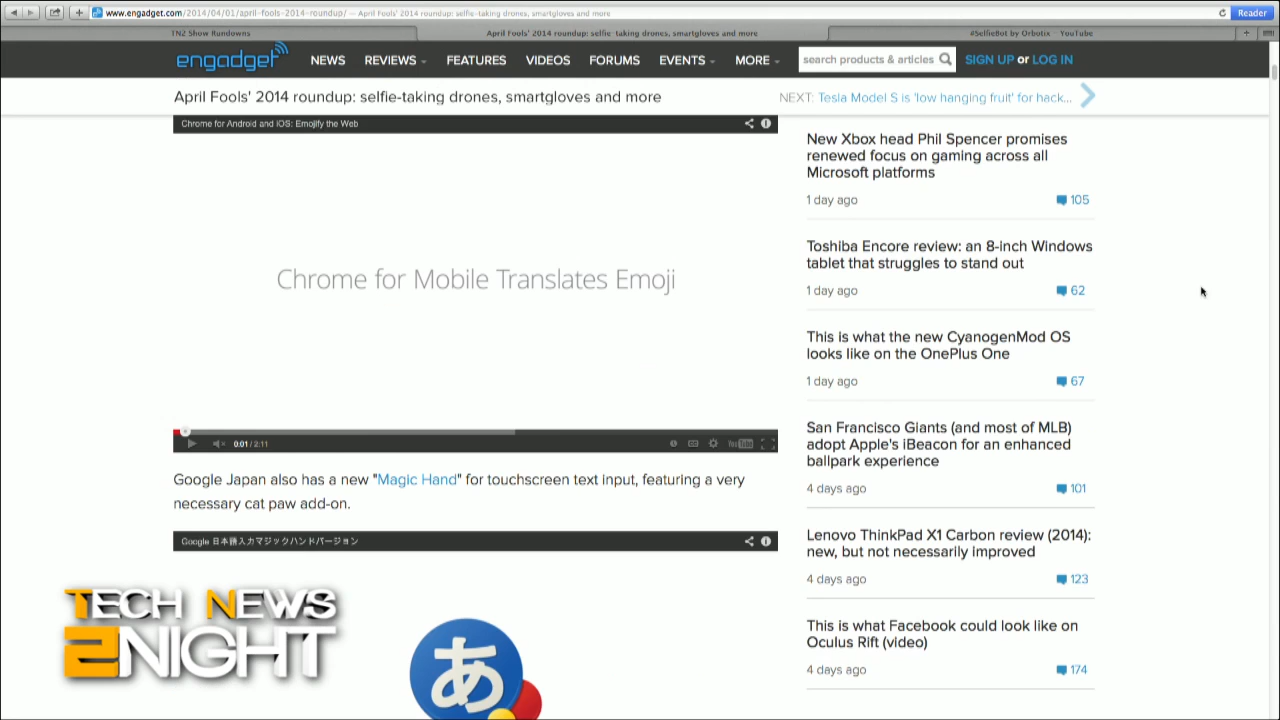 www.engadget.com/2014/04/01/april-fools-2014-roundup/ — April Fools' 2014 roundup: selfie-taking drones, smartgloves and more
Reader
TN2 Show Rundowns
April Fools' 2014 roundup: selfie-taking drones, smartgloves and more
#SelfieBot by Orbotix - YouTube
engadget
NEWS
REVIEWS
FEATURES
VIDEOS
FORUMS
EVENTS
MORE
search products & articles
SIGN UP or LOG IN
April Fools' 2014 roundup: selfie-taking drones, smartgloves and more
NEXT: Tesla Model S is 'low hanging fruit' for hack...
Chrome for Android and iOS: Emojify the Web
Chrome for Mobile Translates Emoji
0:01 / 2:11
YouTube
Google Japan also has a new "Magic Hand" for touchscreen text input, featuring a very
necessary cat paw add-on.
Google 日本語入力マジックハンドバージョン
あ
New Xbox head Phil Spencer promises
renewed focus on gaming across all
Microsoft platforms
1 day ago
105
Toshiba Encore review: an 8-inch Windows
tablet that struggles to stand out
1 day ago
62
This is what the new CyanogenMod OS
looks like on the OnePlus One
1 day ago
67
San Francisco Giants (and most of MLB)
adopt Apple's iBeacon for an enhanced
ballpark experience
4 days ago
101
Lenovo ThinkPad X1 Carbon review (2014):
new, but not necessarily improved
4 days ago
123
This is what Facebook could look like on
Oculus Rift (video)
4 days ago
174
TECH NEWS
2NIGHT